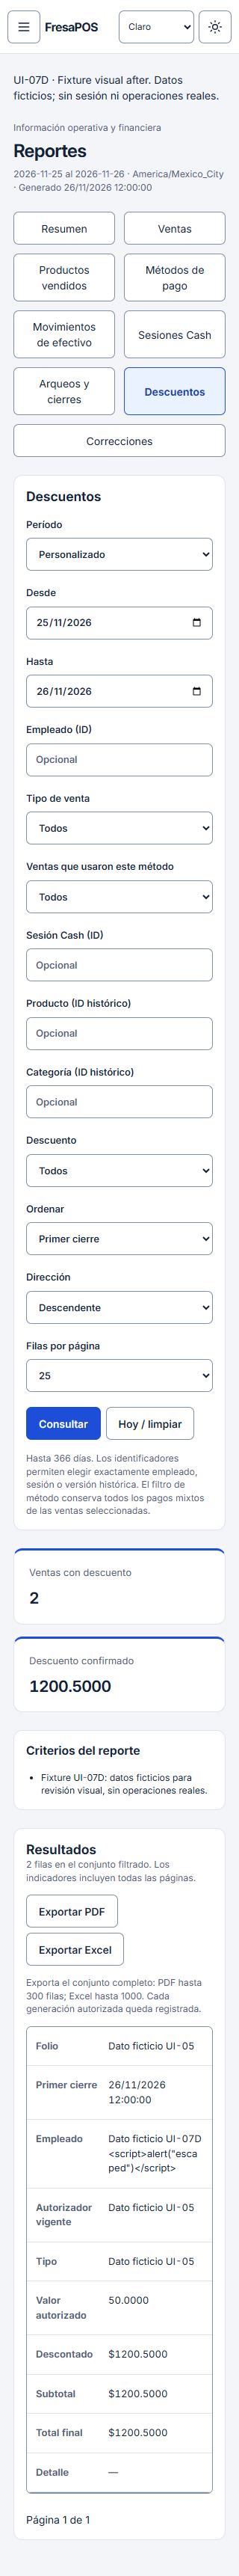 FresaPOS
Claro
UI-07D · Fixture visual after. Datos
ficticios; sin sesión ni operaciones reales.
Información operativa y financiera
Reportes
2026-11-25 al 2026-11-26 · America/Mexico_City
· Generado 26/11/2026 12:00:00
Resumen
Ventas
Productos
vendidos
Métodos de
pago
Movimientos
de efectivo
Sesiones Cash
Arqueos y
cierres
Descuentos
Correcciones
Descuentos
Período
Personalizado
Desde
25/11/2026
Hasta
26/11/2026
Empleado (ID)
Opcional
Tipo de venta
Todos
Ventas que usaron este método
Todos
Sesión Cash (ID)
Opcional
Producto (ID histórico)
Opcional
Categoría (ID histórico)
Opcional
Descuento
Todos
Ordenar
Primer cierre
Dirección
Descendente
Filas por página
25
Consultar
Hoy / limpiar
Hasta 366 días. Los identificadores
permiten elegir exactamente empleado,
sesión o versión histórica. El filtro de
método conserva todos los pagos mixtos
de las ventas seleccionadas.
Ventas con descuento
2
Descuento confirmado
1200.5000
Criterios del reporte
• Fixture UI-07D: datos ficticios para
revisión visual, sin operaciones reales.
Resultados
2 filas en el conjunto filtrado. Los
indicadores incluyen todas las páginas.
Exportar PDF
Exportar Excel
Exporta el conjunto completo: PDF hasta
300 filas; Excel hasta 1000. Cada
generación autorizada queda registrada.
Folio Dato ficticio UI-05
Primer cierre 26/11/2026
12:00:00
Empleado Dato ficticio UI-07D
<script>alert("esca
ped")</script>
Autorizador Dato ficticio UI-05
vigente
Tipo Dato ficticio UI-05
Valor 50.0000
autorizado
Descontado $1200.5000
Subtotal $1200.5000
Total final $1200.5000
Detalle —
Página 1 de 1